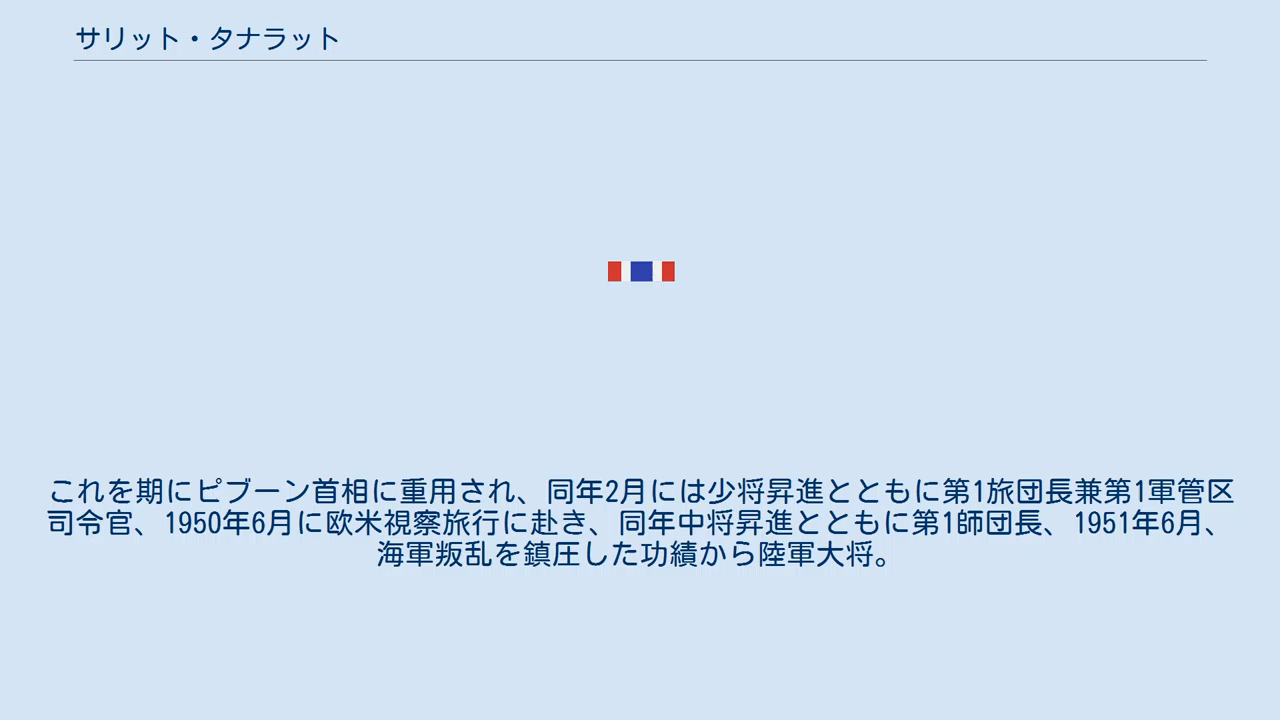 サリット・タナラット
これを期にピブーン首相に重用され、同年2月には少将昇進とともに第1旅団長兼第1軍管区
司令官、1950年6月に欧米視察旅行に赴き、同年中将昇進とともに第1師団長、1951年6月、
海軍叛乱を鎮圧した功績から陸軍大将。